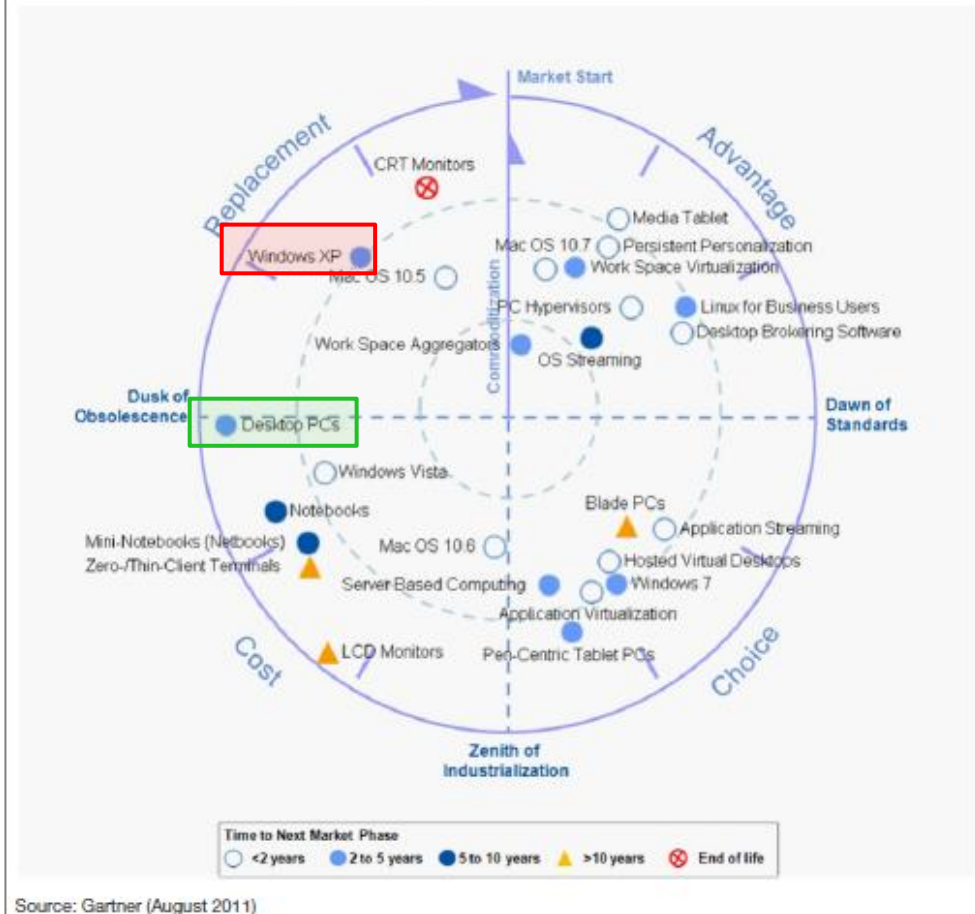 Market Start
Replacement
Advantage
CRT Monitors
Media Tablet
Mac OS 10.7
Persistent Personalization
Windows XP
Work Space Virtualization
Mac OS 10.5
Commoditization
PC Hypervisors
Linux for Business Users
Desktop Brokering Software
Work Space Aggregators
OS Streaming
Dusk of
Obsolescence
Dawn of
Standards
Desktop PCs
Windows Vista
Blade PCs
Notebooks
Application Streaming
Mini-Notebooks (Netbooks)
Mac OS 10.6
Zero-/Thin-Client Terminals
Hosted Virtual Desktops
Server Based Computing
Windows 7
Application Virtualization
LCD Monitors
Pen-Centric Tablet PCs
Cost
Choice
Zenith of
Industrialization
Time to Next Market Phase
<2 years 2 to 5 years 5 to 10 years >10 years End of life
Source: Gartner (August 2011)